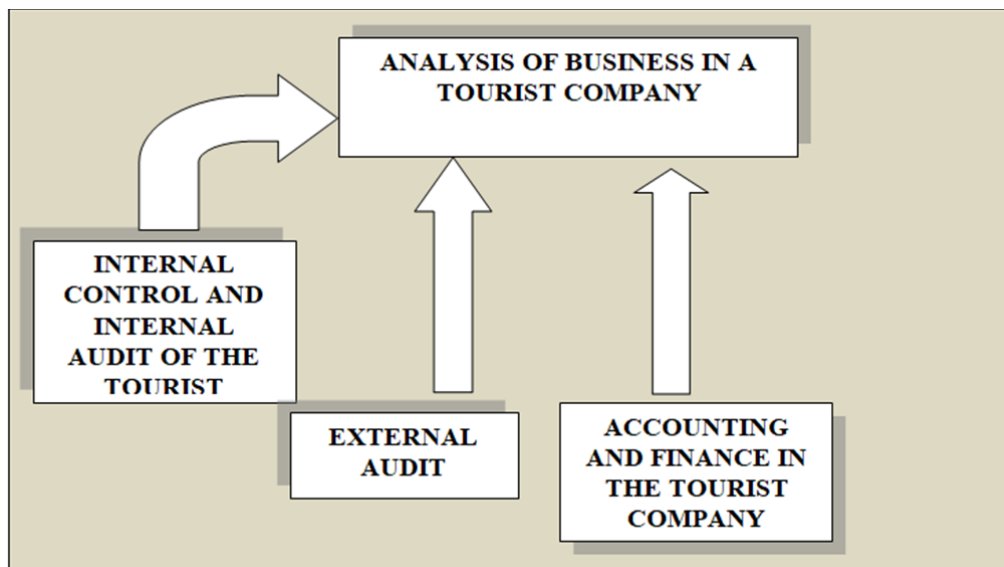 ANALYSIS OF BUSINESS IN A
TOURIST COMPANY
INTERNAL
CONTROL AND
INTERNAL
AUDIT OF THE
TOURIST
EXTERNAL
AUDIT
ACCOUNTING
AND FINANCE IN
THE TOURIST
COMPANY